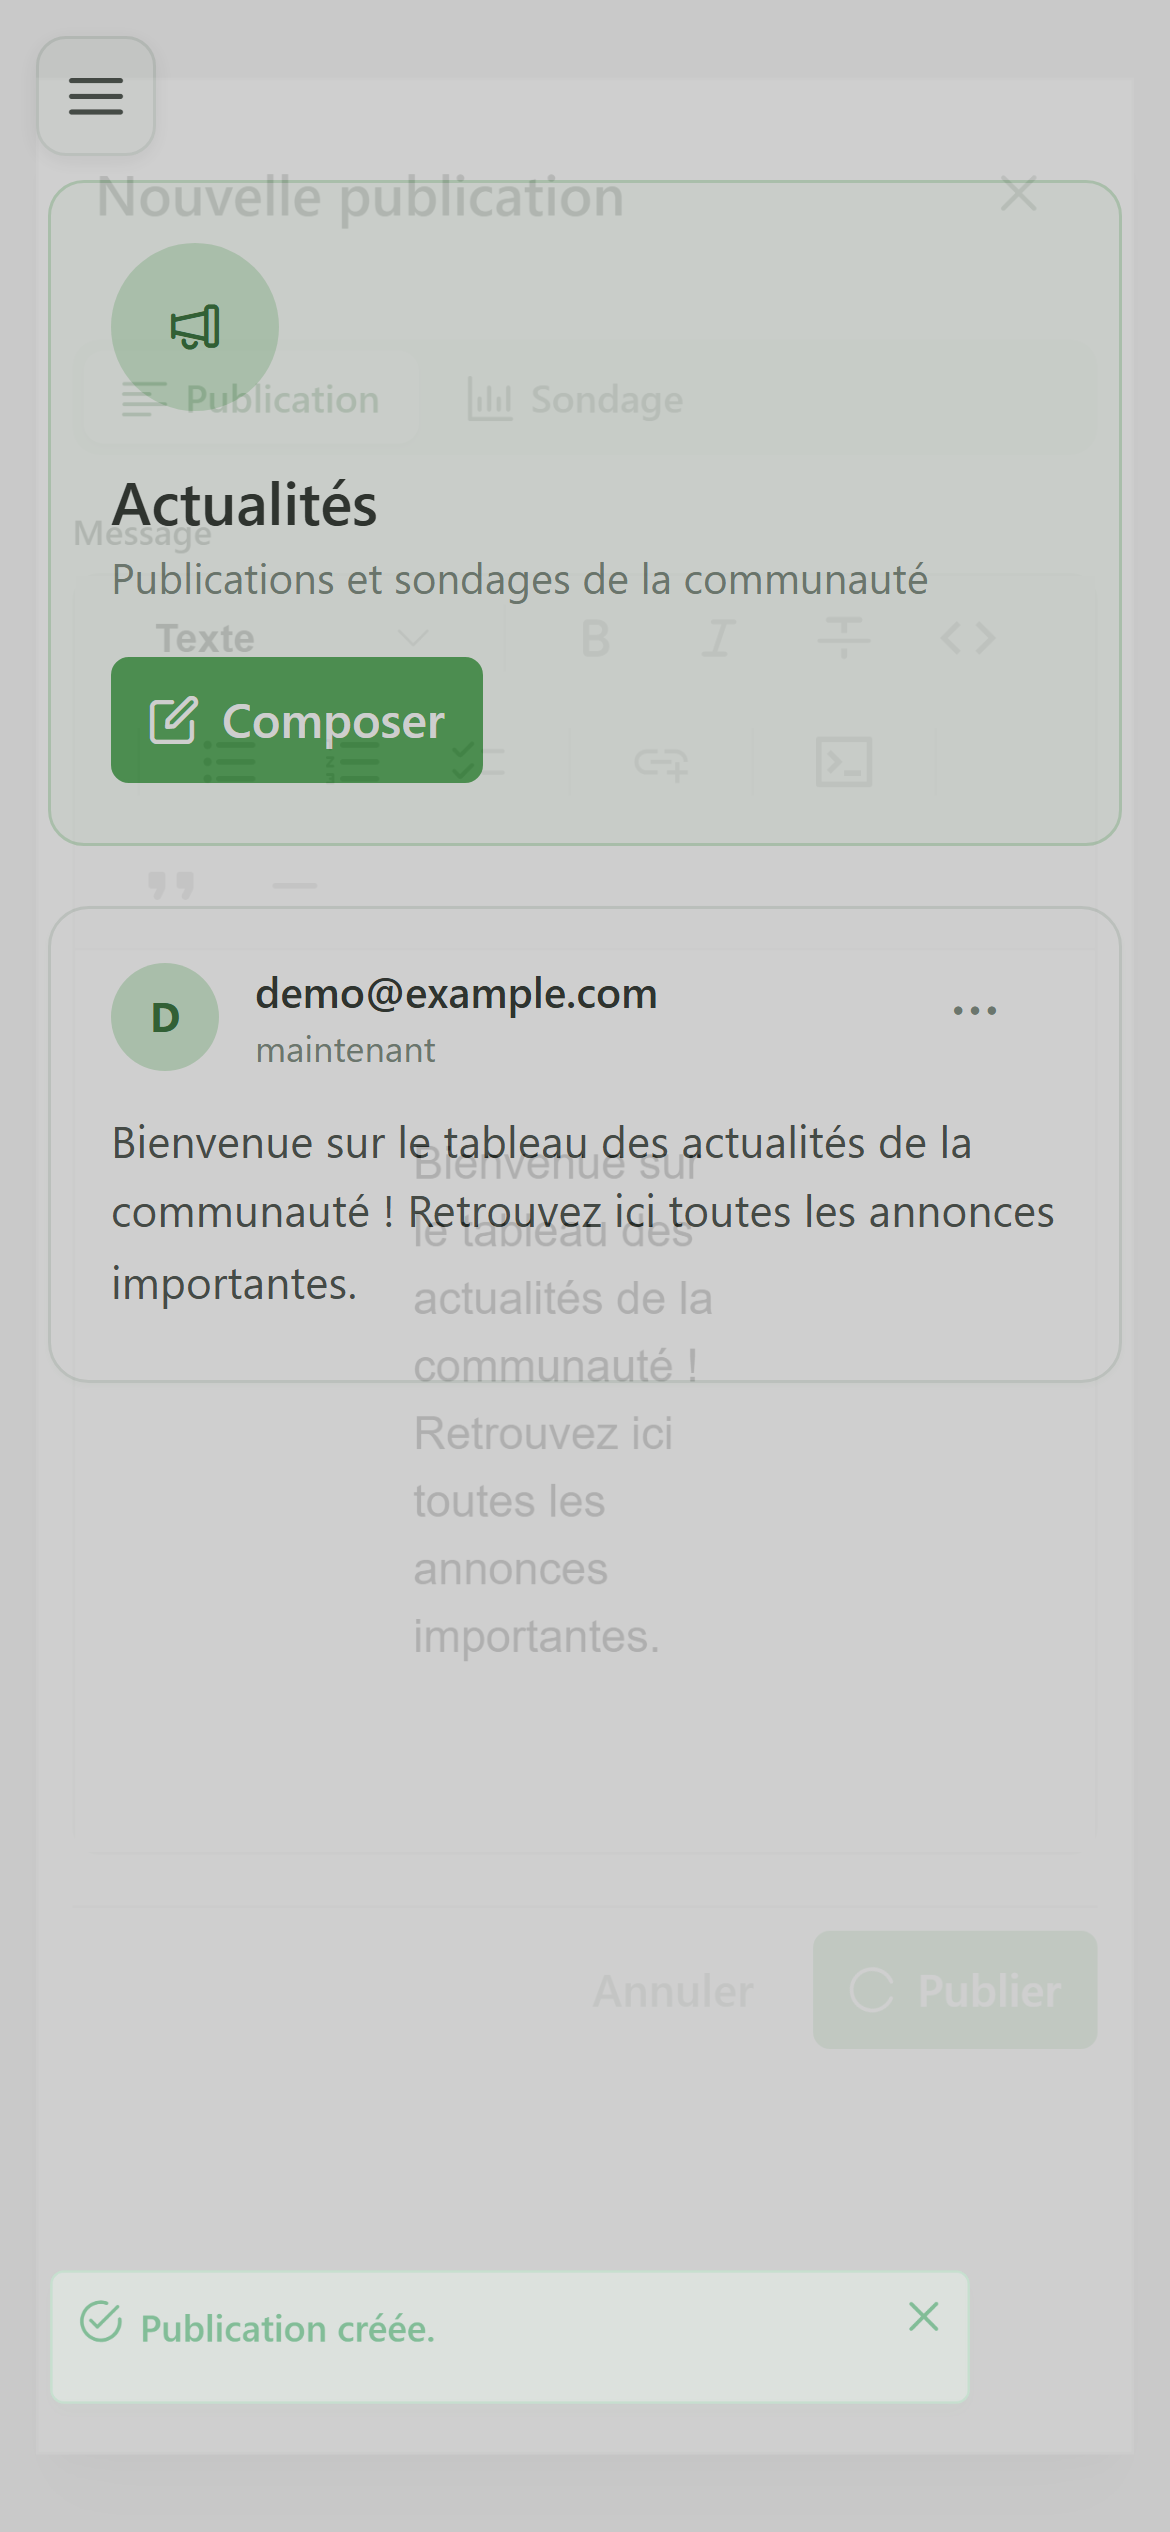 Nouvelle publication
Publication
Sondage
Actualités
Message
Publications et sondages de la communauté
Texte
Composer
D
demo@example.com
maintenant
Bienvenue sur le tableau des actualités de la
communauté ! Retrouvez ici toutes les annonces
importantes.
Bienvenue sur
le tableau des
actualités de la
communauté !
Retrouvez ici
toutes les
annonces
importantes.
Annuler
Publier
Publication créée.